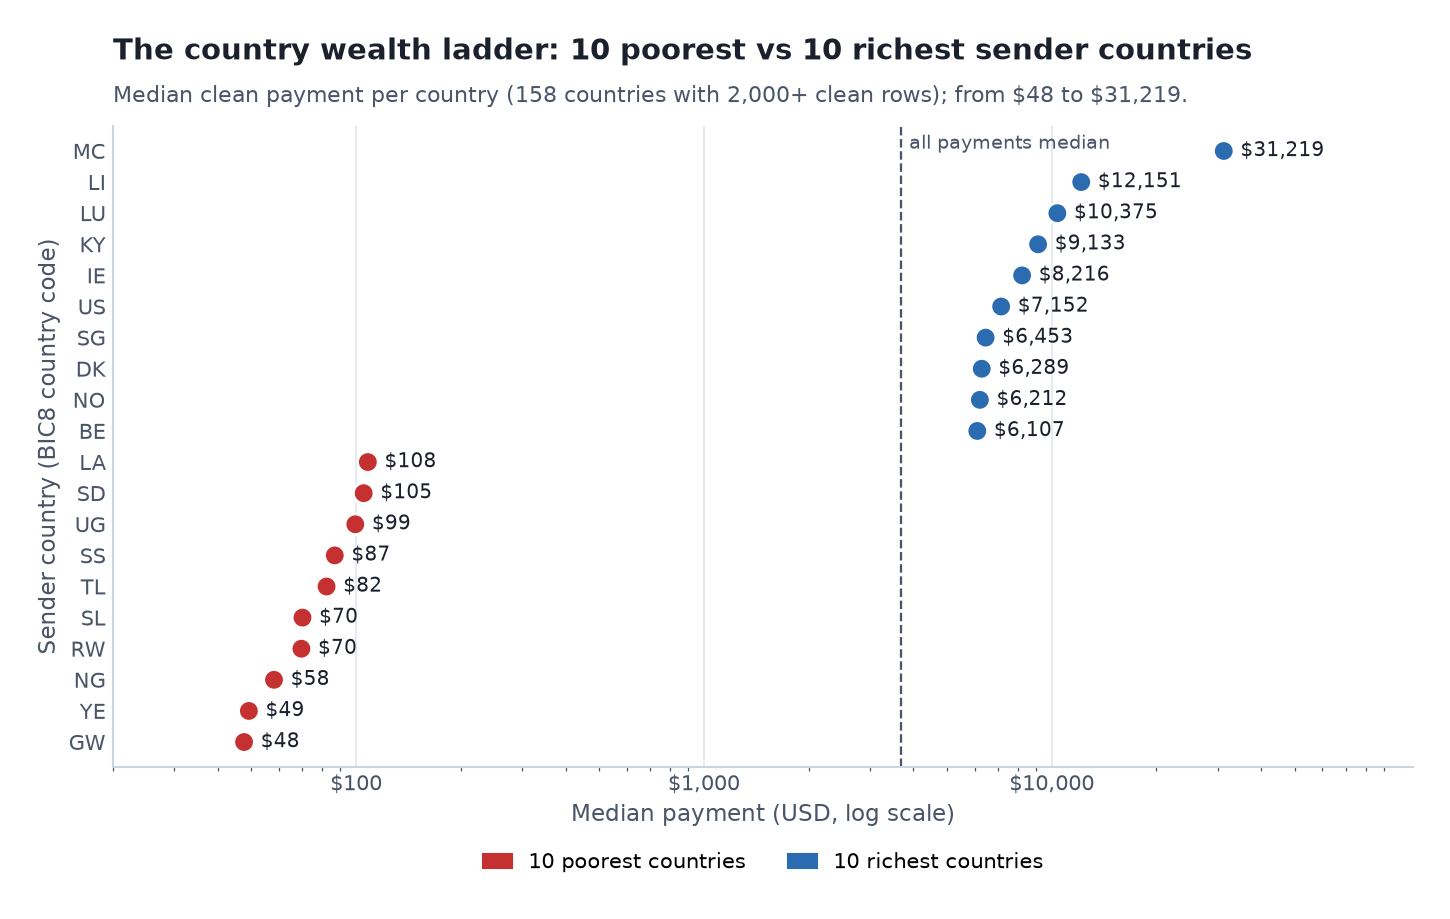 The country wealth ladder: 10 poorest vs 10 richest sender countries
Median clean payment per country (158 countries with 2,000+ clean rows); from $48 to $31,219.
all payments median
MC $31,219
LI $12,151
LU $10,375
KY $9,133
IE $8,216
US $7,152
SG $6,453
DK $6,289
NO $6,212
BE $6,107
LA $108
SD $105
UG $99
SS $87
TL $82
SL $70
RW $70
NG $58
YE $49
GW $48
Sender country (BIC8 country code)
$100 $1,000 $10,000
Median payment (USD, log scale)
10 poorest countries 10 richest countries